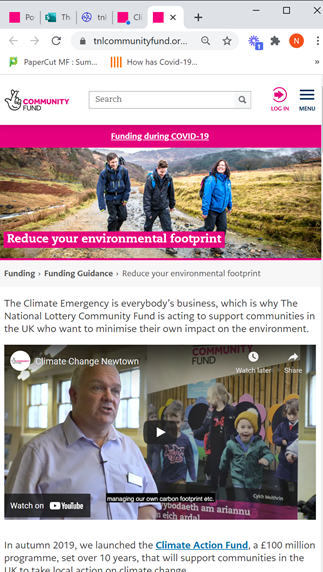 Po
Th
tnl
Cli
tnlcommunityfund.org...
N
PaperCut MF : Sum...
How has Covid-19...
COMMUNITY
FUND
Search
LOG IN
MENU
Funding during COVID-19
Reduce your environmental footprint
Funding › Funding Guidance › Reduce your environmental footprint
The Climate Emergency is everybody's business, which is why The
National Lottery Community Fund is acting to support communities in
the UK who want to minimise their own impact on the environment.
Climate Change Newtown
Watch later
Share
COMMUNITY
FUND
Cylch Meithrin
managing our own carbon footprint etc.
Watch on YouTube
In autumn 2019, we launched the Climate Action Fund, a £100 million
programme, set over 10 years, that will support communities in the
UK to take local action on climate change.